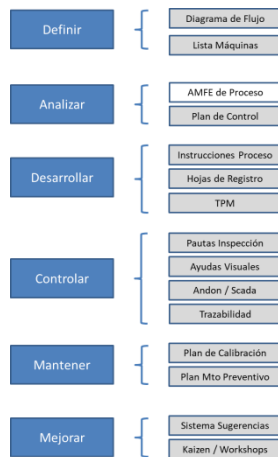 Definir
Diagrama de Flujo
Lista Máquinas
Analizar
AMFE de Proceso
Plan de Control
Desarrollar
Instrucciones Proceso
Hojas de Registro
TPM
Controlar
Pautas Inspección
Ayudas Visuales
Andon / Scada
Trazabilidad
Mantener
Plan de Calibración
Plan Mto Preventivo
Mejorar
Sistema Sugerencias
Kaizen / Workshops